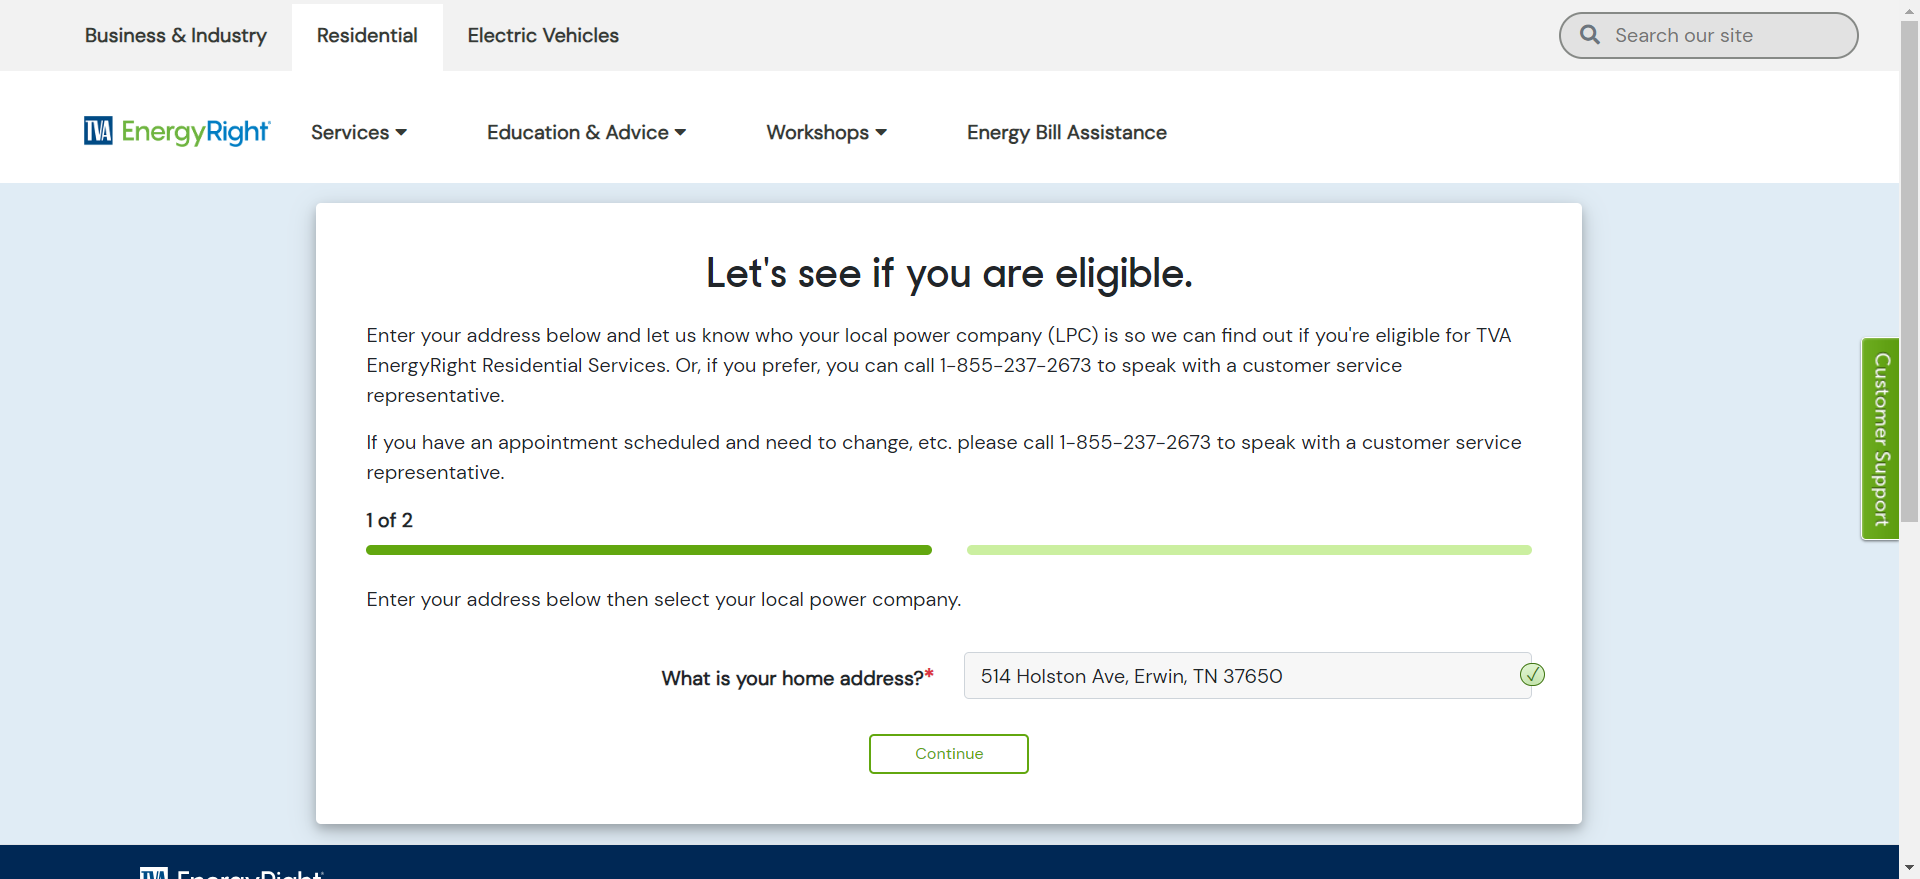 Business & Industry
Residential
Electric Vehicles
Search our site
TVA EnergyRight
Services
Education & Advice
Workshops
Energy Bill Assistance
Let's see if you are eligible.
Enter your address below and let us know who your local power company (LPC) is so we can find out if you're eligible for TVA
EnergyRight Residential Services. Or, if you prefer, you can call 1-855-237-2673 to speak with a customer service
representative.
If you have an appointment scheduled and need to change, etc. please call 1-855-237-2673 to speak with a customer service
representative.
1 of 2
Enter your address below then select your local power company.
What is your home address?*
514 Holston Ave, Erwin, TN 37650
Continue
Customer Support
TVA EnergyRight